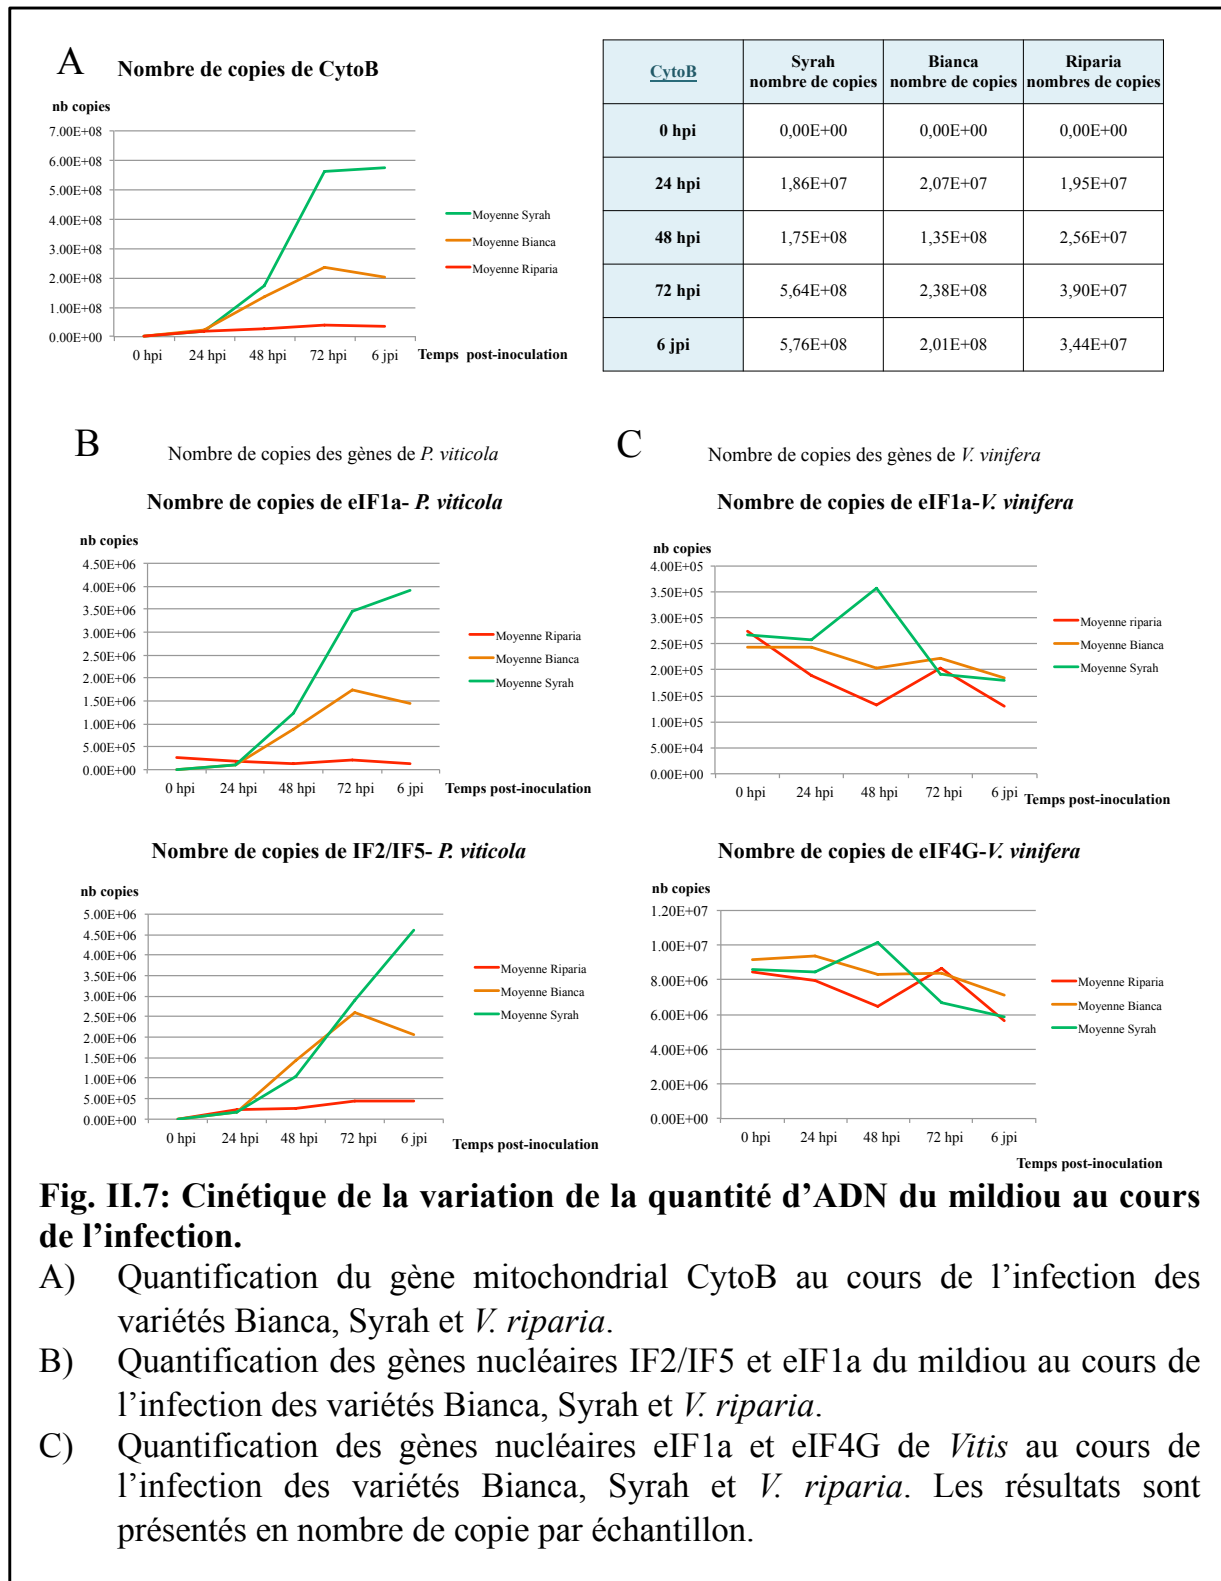 A
Nombre de copies de CytoB
nb copies
7.00E+08
6.00E+08
5.00E+08
4.00E+08
3.00E+08
2.00E+08
1.00E+08
0.00E+00
0 hpi 24 hpi 48 hpi 72 hpi 6 jpi
Temps post-inoculation
Moyenne Syrah
Moyenne Bianca
Moyenne Riparia
CytoB Syrah nombre de copies Bianca nombre de copies Riparia nombres de copies
0 hpi 0,00E+00 0,00E+00 0,00E+00
24 hpi 1,86E+07 2,07E+07 1,95E+07
48 hpi 1,75E+08 1,35E+08 2,56E+07
72 hpi 5,64E+08 2,38E+08 3,90E+07
6 jpi 5,76E+08 2,01E+08 3,44E+07
B
Nombre de copies des gènes de P. viticola
Nombre de copies de eIF1a- P. viticola
nb copies
4.50E+06
4.00E+06
3.50E+06
3.00E+06
2.50E+06
2.00E+06
1.50E+06
1.00E+06
5.00E+05
0.00E+00
0 hpi 24 hpi 48 hpi 72 hpi 6 jpi
Temps post-inoculation
Moyenne Riparia
Moyenne Bianca
Moyenne Syrah
Nombre de copies de IF2/IF5- P. viticola
nb copies
5.00E+06
4.50E+06
4.00E+06
3.50E+06
3.00E+06
2.50E+06
2.00E+06
1.50E+06
1.00E+06
5.00E+05
0.00E+00
0 hpi 24 hpi 48 hpi 72 hpi 6 jpi
Temps post-inoculation
Moyenne Riparia
Moyenne Bianca
Moyenne Syrah
C
Nombre de copies des gènes de V. vinifera
Nombre de copies de eIF1a-V. vinifera
nb copies
4.00E+05
3.50E+05
3.00E+05
2.50E+05
2.00E+05
1.50E+05
1.00E+05
5.00E+04
0.00E+00
0 hpi 24 hpi 48 hpi 72 hpi 6 jpi
Temps post-inoculation
Moyenne riparia
Moyenne Bianca
Moyenne Syrah
Nombre de copies de eIF4G-V. vinifera
nb copies
1.20E+07
1.00E+07
8.00E+06
6.00E+06
4.00E+06
2.00E+06
0.00E+00
0 hpi 24 hpi 48 hpi 72 hpi 6 jpi
Temps post-inoculation
Moyenne Riparia
Moyenne Bianca
Moyenne Syrah
Fig. II.7: Cinétique de la variation de la quantité d’ADN du mildiou au cours
de l’infection.
A) Quantification du gène mitochondrial CytoB au cours de l’infection des
variétés Bianca, Syrah et V. riparia.
B) Quantification des gènes nucléaires IF2/IF5 et eIF1a du mildiou au cours de
l’infection des variétés Bianca, Syrah et V. riparia.
C) Quantification des gènes nucléaires eIF1a et eIF4G de Vitis au cours de
l’infection des variétés Bianca, Syrah et V. riparia. Les résultats sont
présentés en nombre de copie par échantillon.